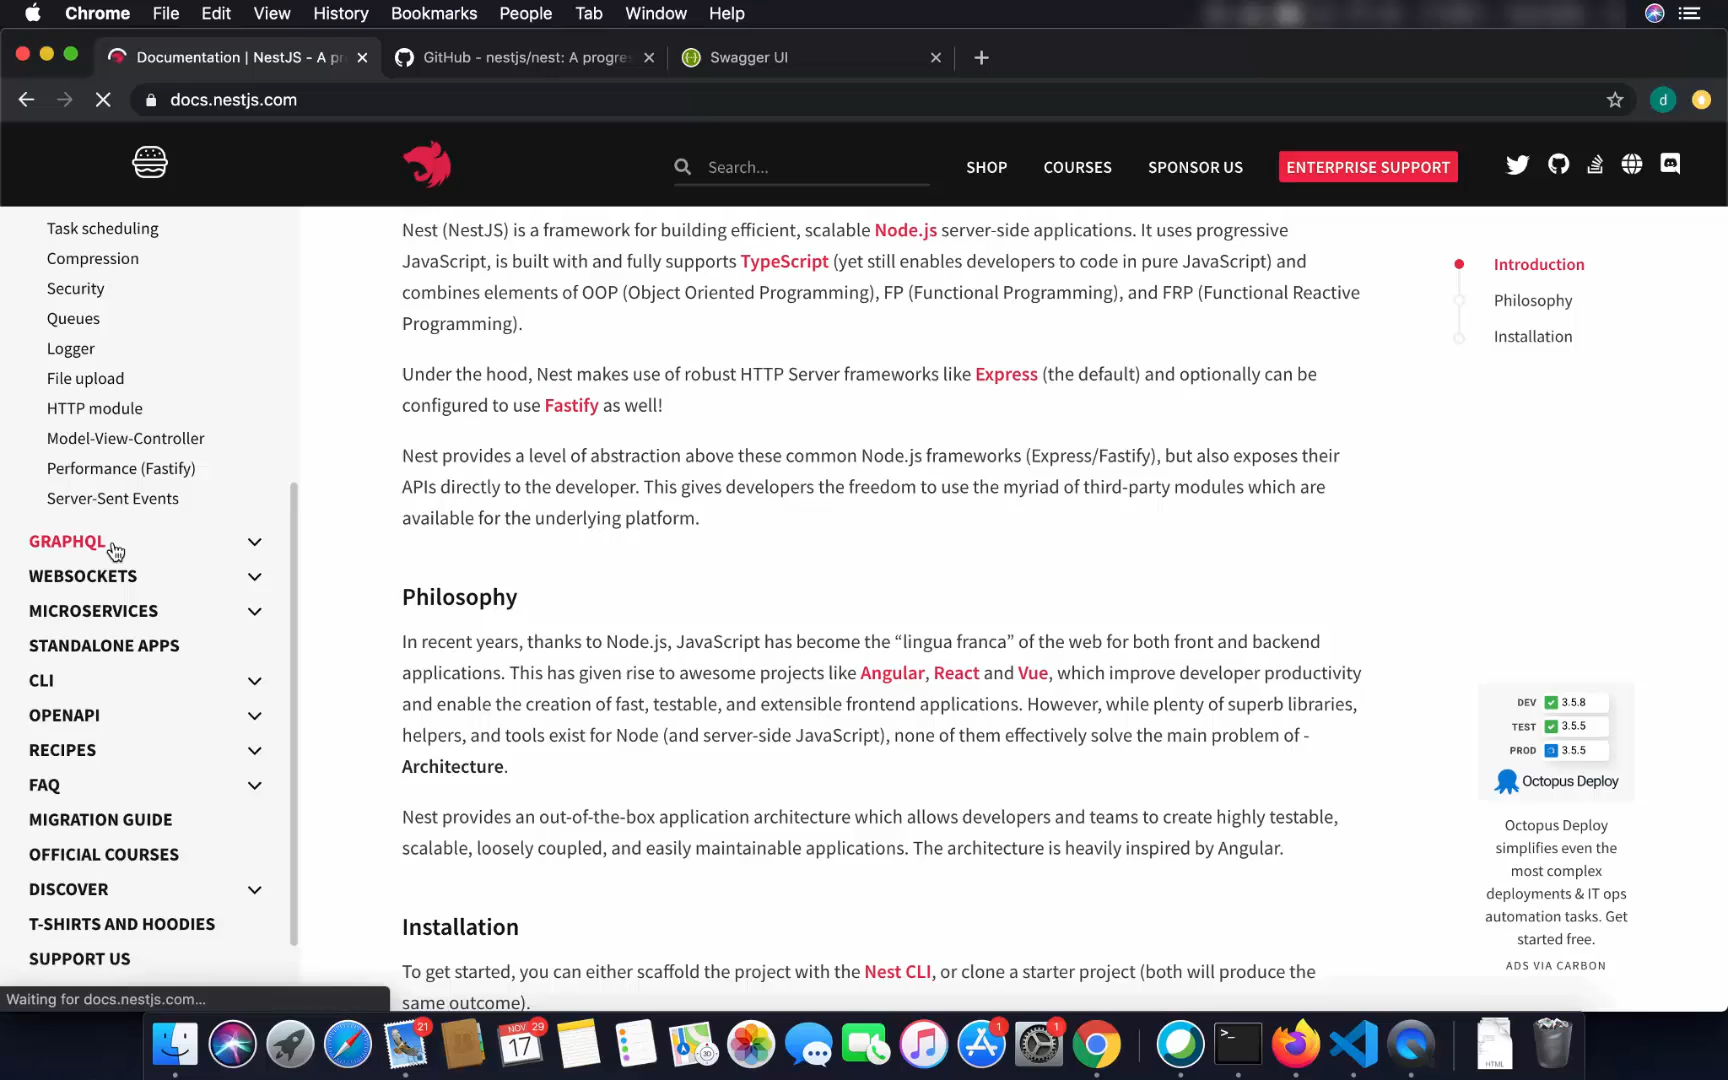 Chrome File Edit View History Bookmarks People Tab Window Help
Documentation | NestJS - A pr
GitHub - nestjs/nest: A progre
Swagger UI
docs.nestjs.com
d
Search...
SHOP
COURSES
SPONSOR US
ENTERPRISE SUPPORT
Task scheduling
Compression
Security
Queues
Logger
File upload
HTTP module
Model-View-Controller
Performance (Fastify)
Server-Sent Events
GRAPHQL
WEBSOCKETS
MICROSERVICES
STANDALONE APPS
CLI
OPENAPI
RECIPES
FAQ
MIGRATION GUIDE
OFFICIAL COURSES
DISCOVER
T-SHIRTS AND HOODIES
SUPPORT US
Waiting for docs.nestjs.com...
Nest (NestJS) is a framework for building efficient, scalable Node.js server-side applications. It uses progressive
JavaScript, is built with and fully supports TypeScript (yet still enables developers to code in pure JavaScript) and
combines elements of OOP (Object Oriented Programming), FP (Functional Programming), and FRP (Functional Reactive
Programming).
Under the hood, Nest makes use of robust HTTP Server frameworks like Express (the default) and optionally can be
configured to use Fastify as well!
Nest provides a level of abstraction above these common Node.js frameworks (Express/Fastify), but also exposes their
APIs directly to the developer. This gives developers the freedom to use the myriad of third-party modules which are
available for the underlying platform.
Philosophy
In recent years, thanks to Node.js, JavaScript has become the “lingua franca” of the web for both front and backend
applications. This has given rise to awesome projects like Angular, React and Vue, which improve developer productivity
and enable the creation of fast, testable, and extensible frontend applications. However, while plenty of superb libraries,
helpers, and tools exist for Node (and server-side JavaScript), none of them effectively solve the main problem of -
Architecture.
Nest provides an out-of-the-box application architecture which allows developers and teams to create highly testable,
scalable, loosely coupled, and easily maintainable applications. The architecture is heavily inspired by Angular.
Installation
To get started, you can either scaffold the project with the Nest CLI, or clone a starter project (both will produce the
same outcome).
Introduction
Philosophy
Installation
DEV 3.5.8
TEST 3.5.5
PROD 3.5.5
Octopus Deploy
Octopus Deploy
simplifies even the
most complex
deployments & IT ops
automation tasks. Get
started free.
ADS VIA CARBON
21
NOV 29
17
3D
1
1
>_
HTML